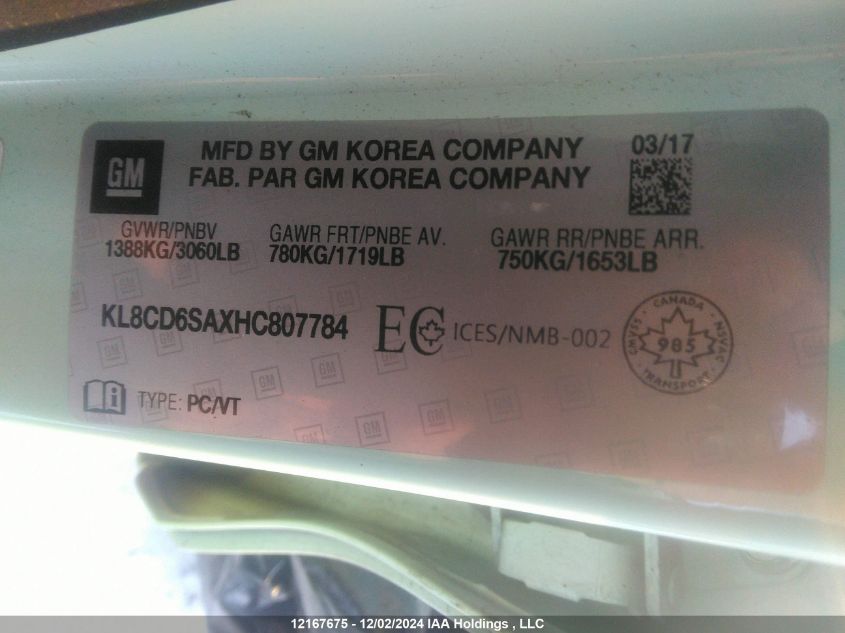 GM
MFD BY GM KOREA COMPANY
FAB. PAR GM KOREA COMPANY
03/17
GVWR/PNBV
1388KG/3060LB
GAWR FRT/PNBE AV.
780KG/1719LB
GAWR RR/PNBE ARR.
750KG/1653LB
KL8CD6SAXHC807784
EC ICES/NMB-002
CANADA
CMVSS
985
NSVAC
TRANSPORT
TYPE: PC/VT
12167675 - 12/02/2024 IAA Holdings , LLC